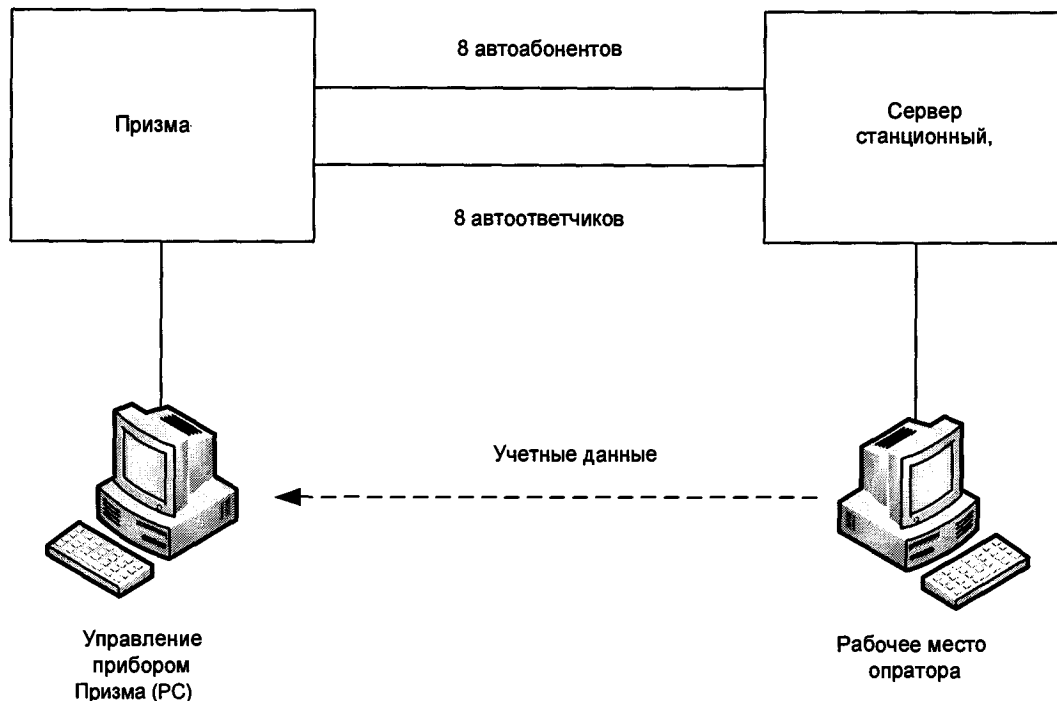 8 автоабонентов
Призма
Сервер
станционный,
8 автоответчиков
Учетные данные
Управление
прибором
Призма (PC)
Рабочее место
опратора